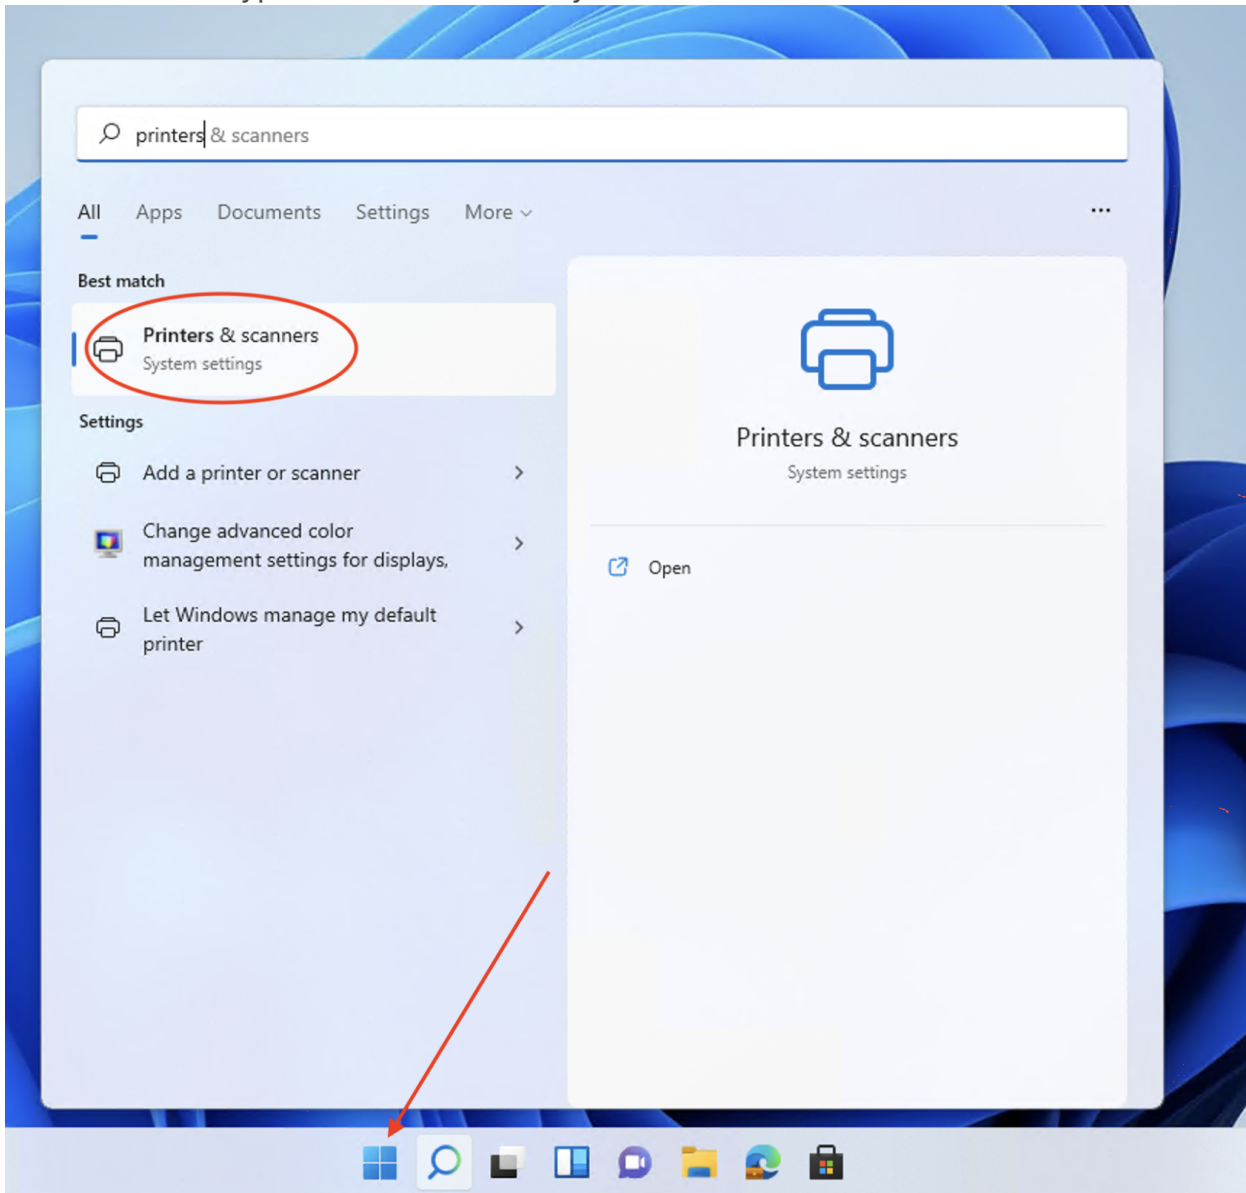 printers & scanners
All Apps Documents Settings More
Best match
Printers & scanners
System settings
Settings
Add a printer or scanner
Change advanced color
management settings for displays,
Let Windows manage my default
printer
Printers & scanners
System settings
Open